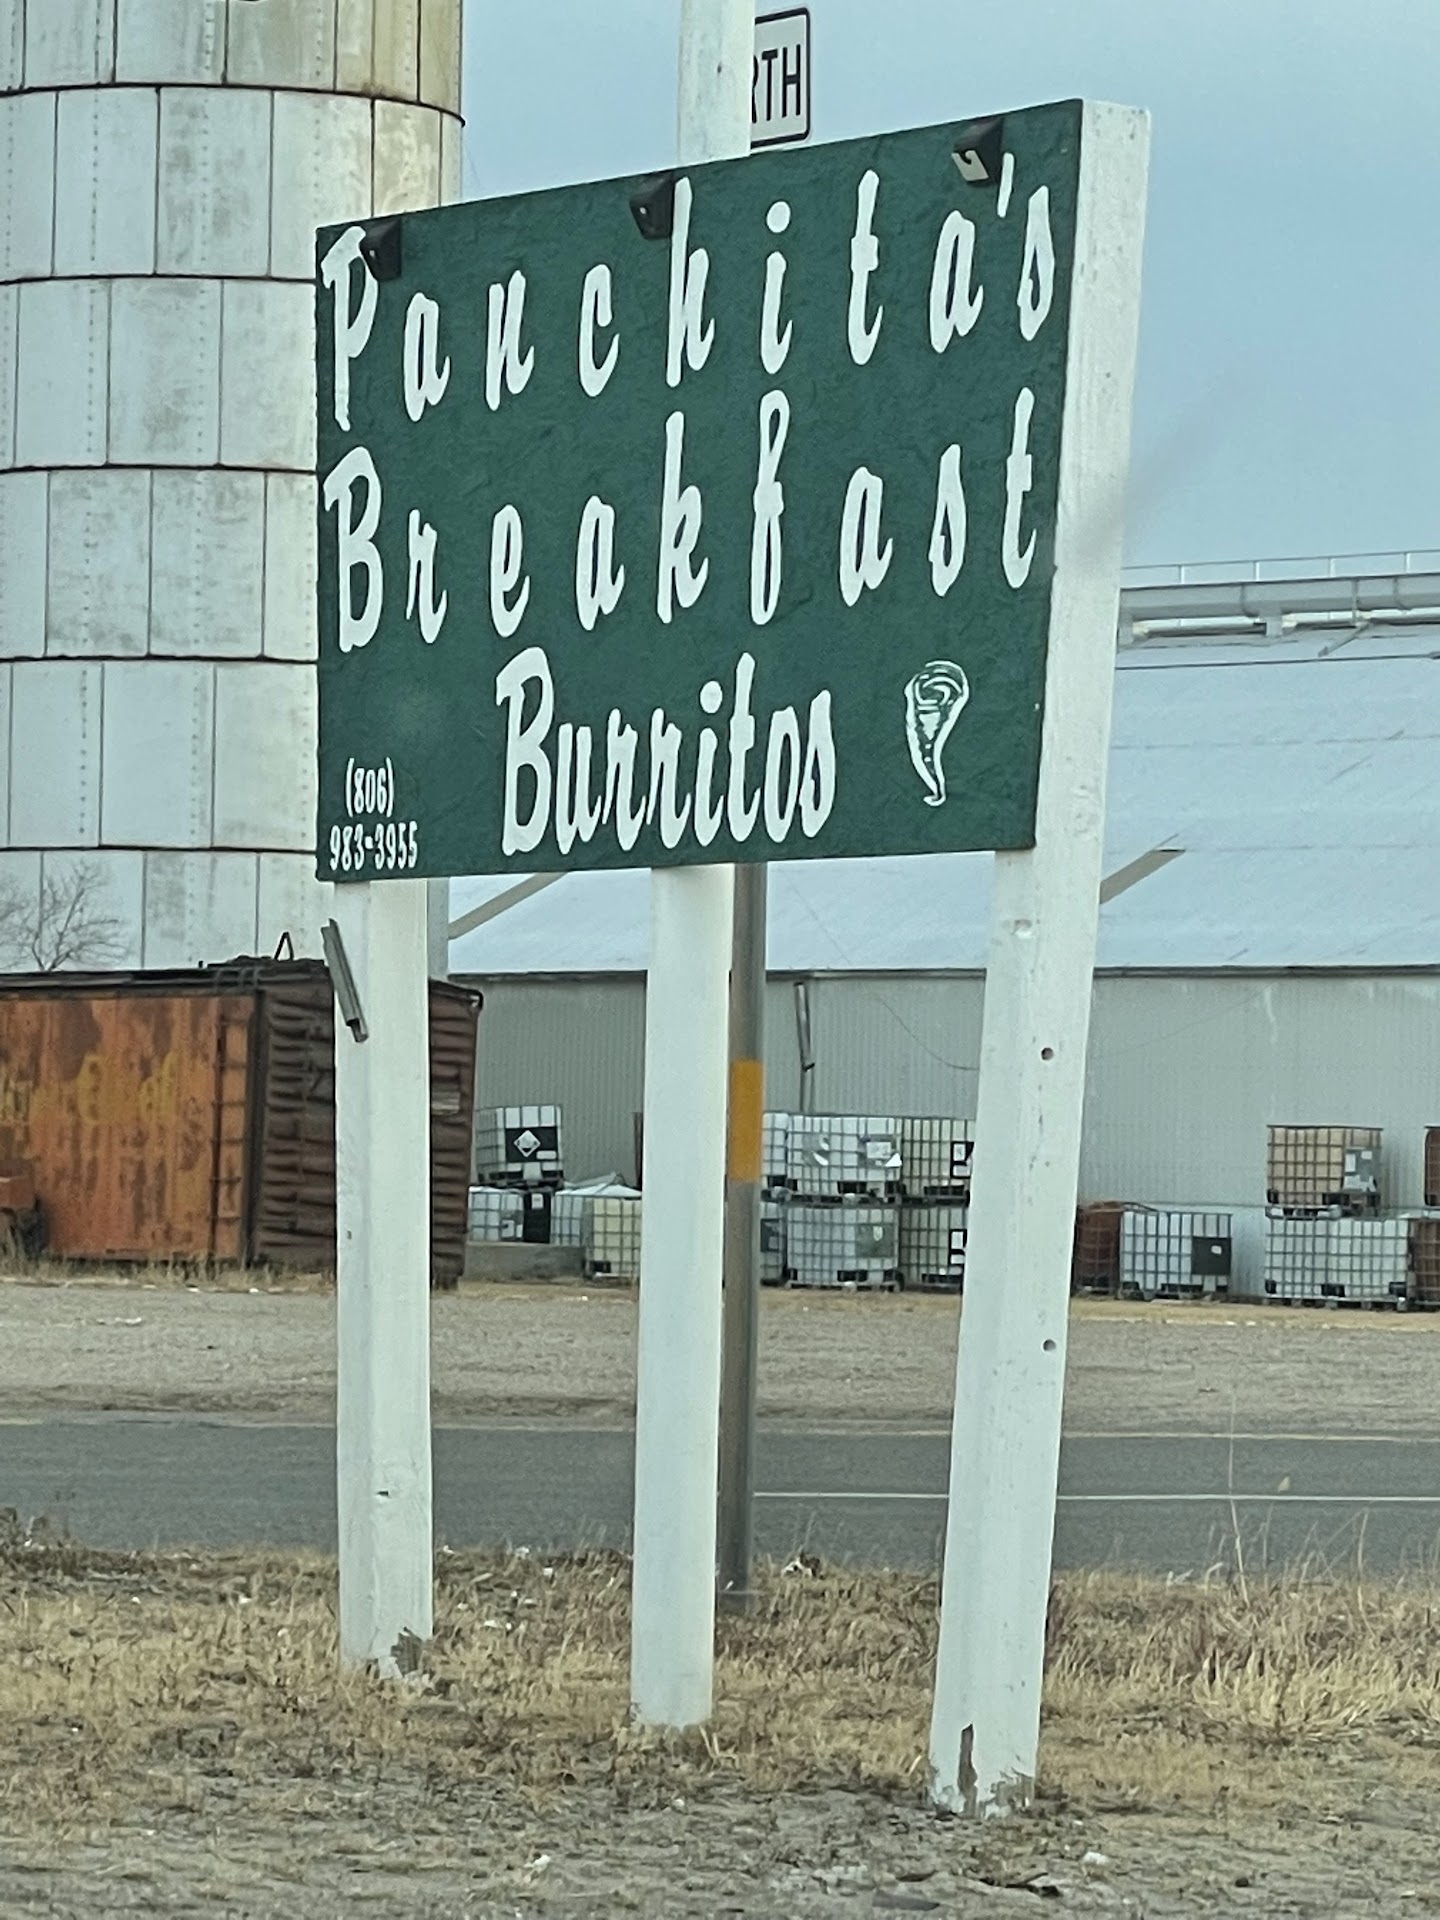 RTH
Panchita's
Breakfast
Burritos
(806)
983-3955